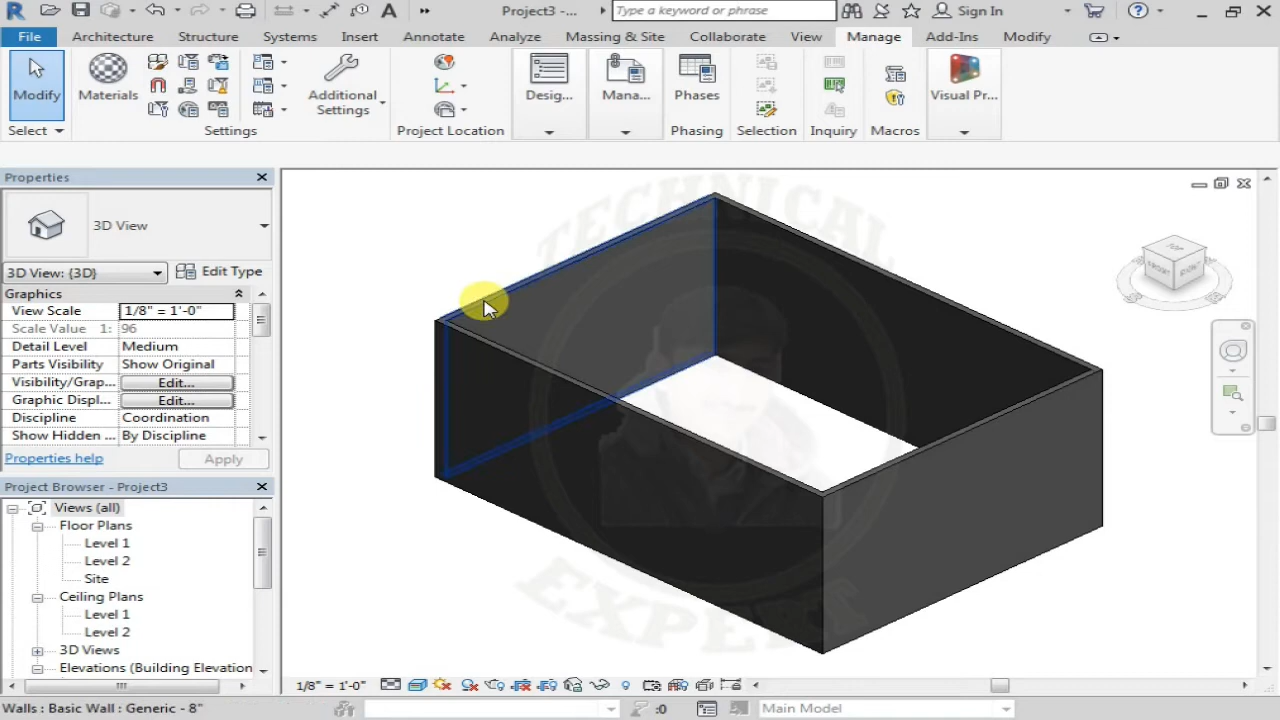 Project3 -...
Type a keyword or phrase
Sign In
File
Architecture
Structure
Systems
Insert
Annotate
Analyze
Massing & Site
Collaborate
View
Manage
Add-Ins
Modify
Modify
Materials
Additional
Settings
Desig...
Mana...
Phases
Visual Pr...
Select
Settings
Project Location
Phasing
Selection
Inquiry
Macros
Properties
3D View
3D View: {3D}
Edit Type
Graphics
View Scale
1/8" = 1'-0"
Scale Value 1:
96
Detail Level
Medium
Parts Visibility
Show Original
Visibility/Grap...
Edit...
Graphic Displ...
Edit...
Discipline
Coordination
Show Hidden ...
By Discipline
Properties help
Apply
Project Browser - Project3
Views (all)
Floor Plans
Level 1
Level 2
Site
Ceiling Plans
Level 1
Level 2
3D Views
Elevations (Building Elevation
TECHNICAL
EXPERT
TOP
FRONT
RIGHT
1/8" = 1'-0"
Walls : Basic Wall : Generic - 8"
:0
Main Model